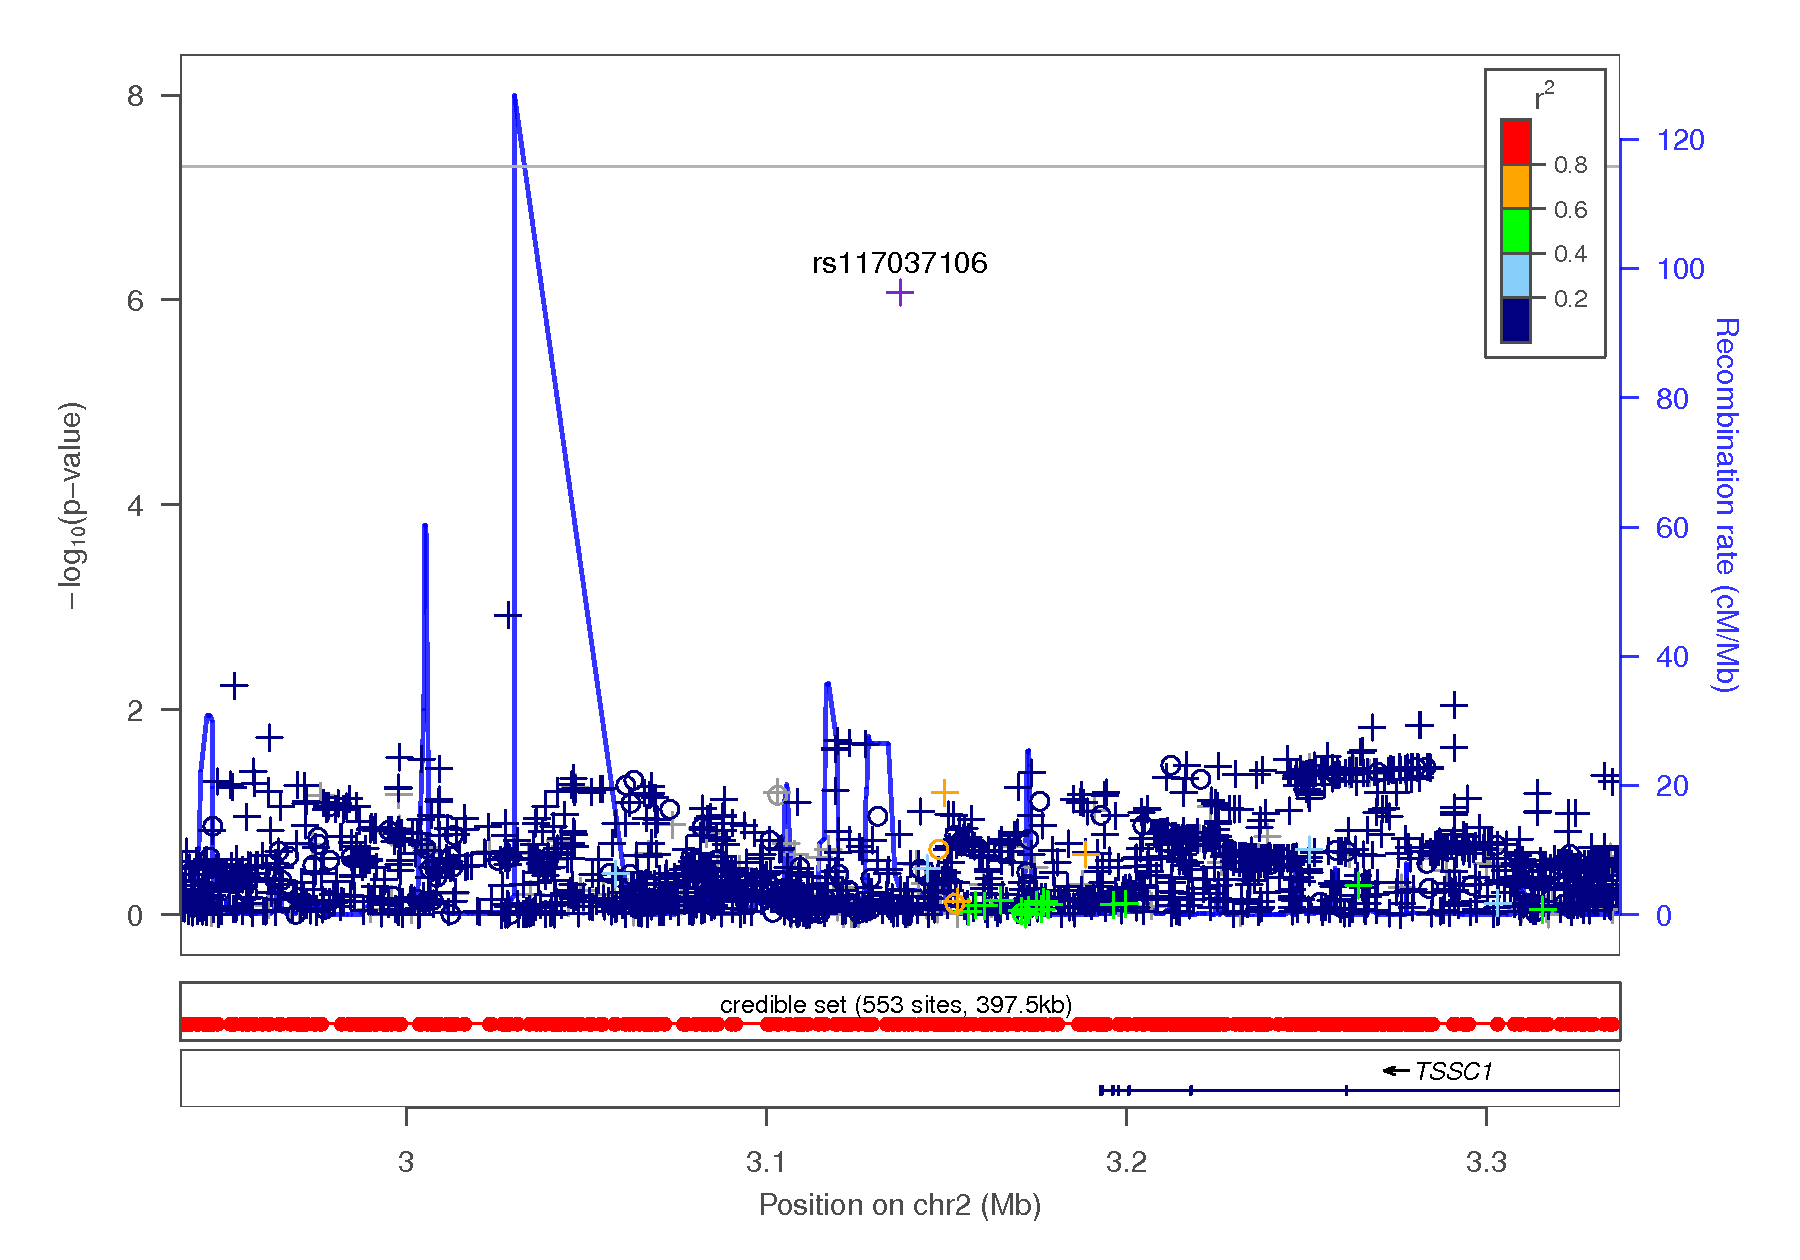 8
6
4
2
0
−log10(p−value)
rs117037106
r2
0.8
0.6
0.4
0.2
120
100
80
60
40
20
0
Recombination rate (cM/Mb)
credible set (553 sites, 397.5kb)
TSSC1
3
3.1
3.2
3.3
Position on chr2 (Mb)